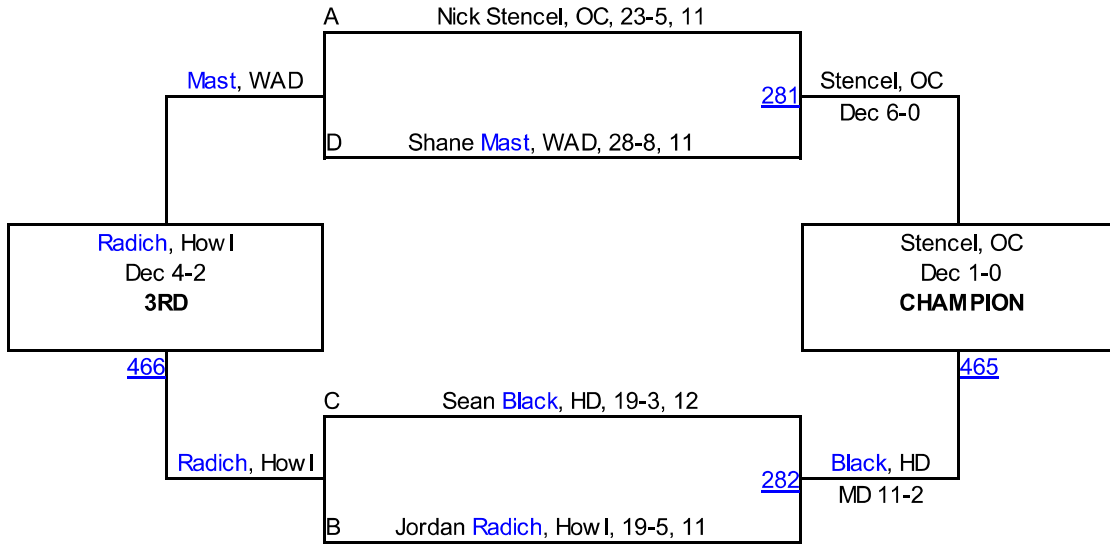 A
Nick Stencel, OC, 23-5, 11
Mast, WAD
281
Stencel, OC
Dec 6-0
D
Shane Mast, WAD, 28-8, 11
Radich, Howl
Dec 4-2
3RD
Stencel, OC
Dec 1-0
CHAMPION
466
465
C
Sean Black, HD, 19-3, 12
Radich, Howl
282
Black, HD
MD 11-2
B
Jordan Radich, Howl, 19-5, 11